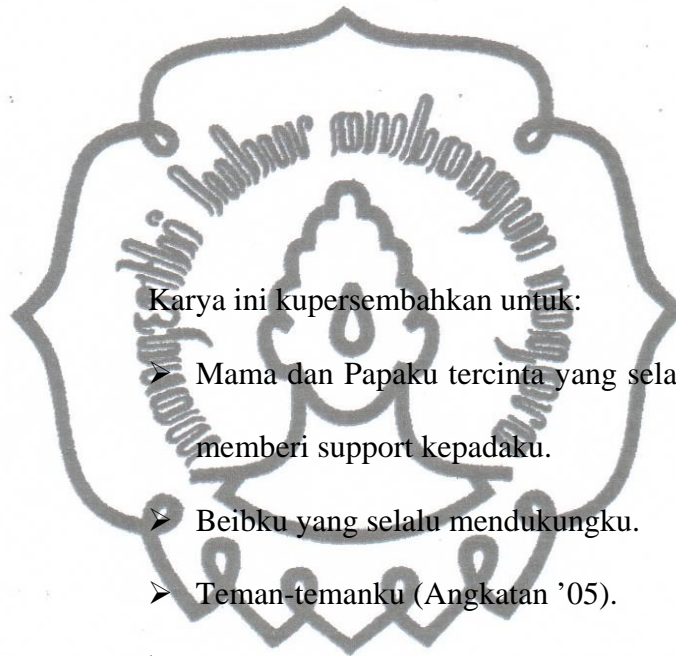 Karya ini kupersembahkan untuk:
➢ Mama dan Papaku tercinta yang sela
memberi support kepadaku.
➢ Beibku yang selalu mendukungku.
➢ Teman-temanku (Angkatan ’05).